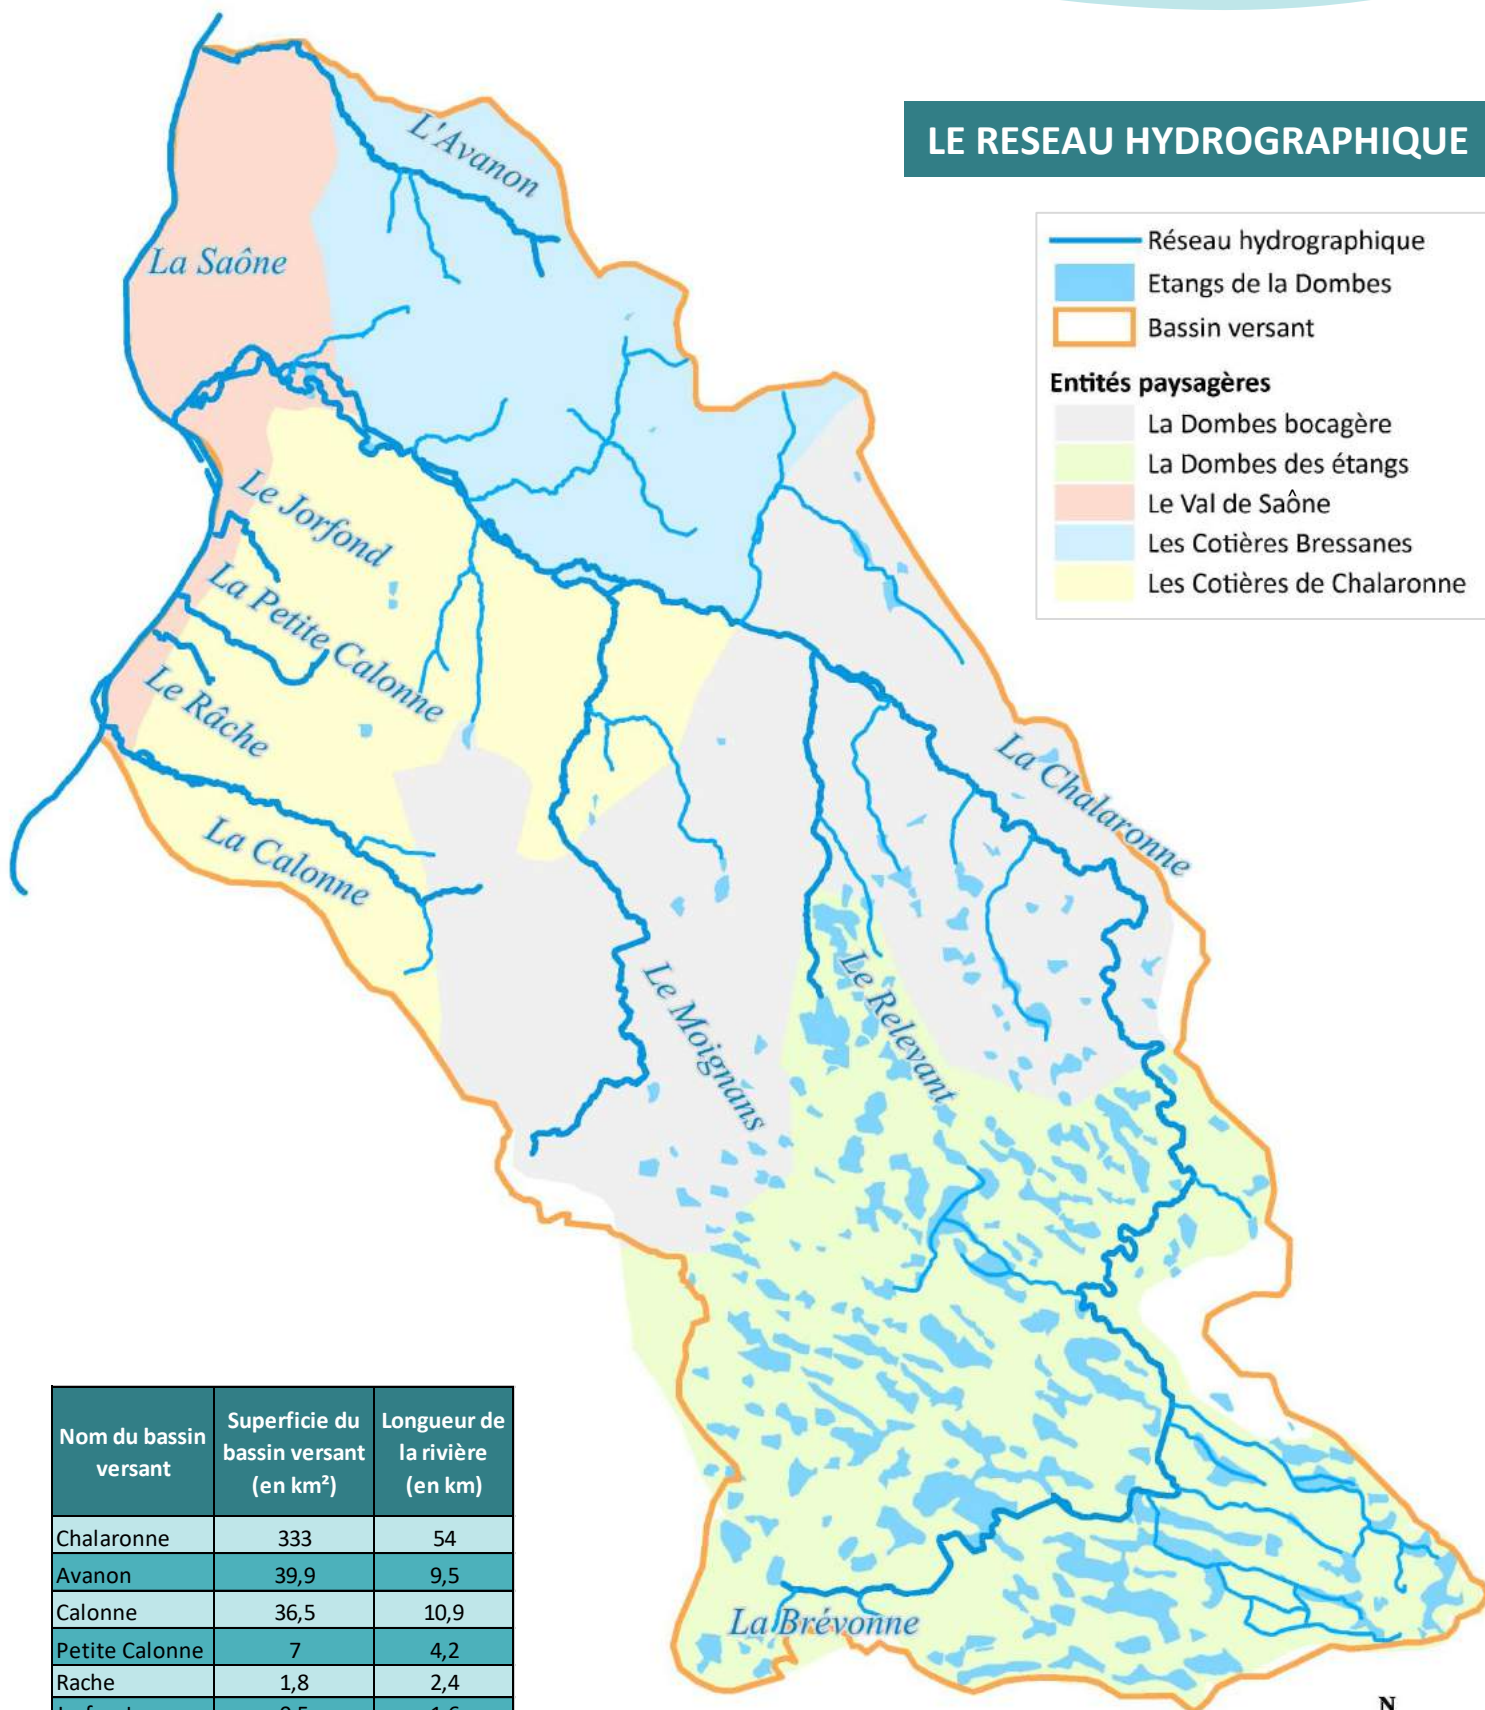 LE RESEAU HYDROGRAPHIQUE
Réseau hydrographique
Etangs de la Dombes
Bassin versant
Entités paysagères
La Dombes bocagère
La Dombes des étangs
Le Val de Saône
Les Cotières Bressanes
Les Cotières de Chalaronne
L'Avanon
La Saône
Le Jorfond
La Petite Calonne
Le Râche
La Calonne
La Chalaronne
Le Moignans
Le Relevant
La Brévonne
Nom du bassin versant
Superficie du bassin versant (en km²)
Longueur de la rivière (en km)
Chalaronne 333 54
Avanon 39,9 9,5
Calonne 36,5 10,9
Petite Calonne 7 4,2
Rache 1,8 2,4
N